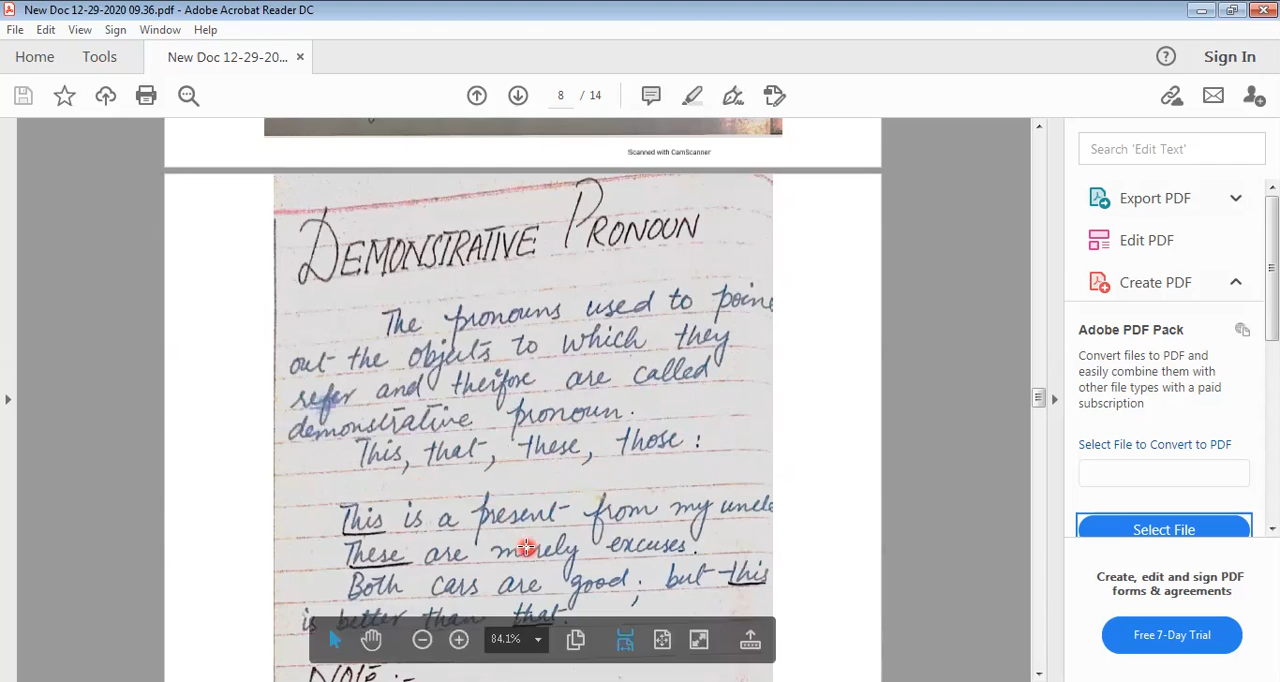 New Doc 12-29-2020 09.36.pdf - Adobe Acrobat Reader DC
File Edit View Sign Window Help
Home Tools New Doc 12-29-20... × Sign In
8 / 14
Scanned with CamScanner
DEMONSTRATIVE PRONOUN
The pronouns used to poin
out the objects to which they
refer and therefore are called
demonstrative pronoun.
This, that, these, those :
This is a present from my uncle
These are merely excuses.
Both cars are good ; but this
is better than that.
NOTE :-
84.1%
Search 'Edit Text'
Export PDF
Edit PDF
Create PDF
Adobe PDF Pack
Convert files to PDF and
easily combine them with
other file types with a paid
subscription
Select File to Convert to PDF
Select File
Create, edit and sign PDF
forms & agreements
Free 7-Day Trial